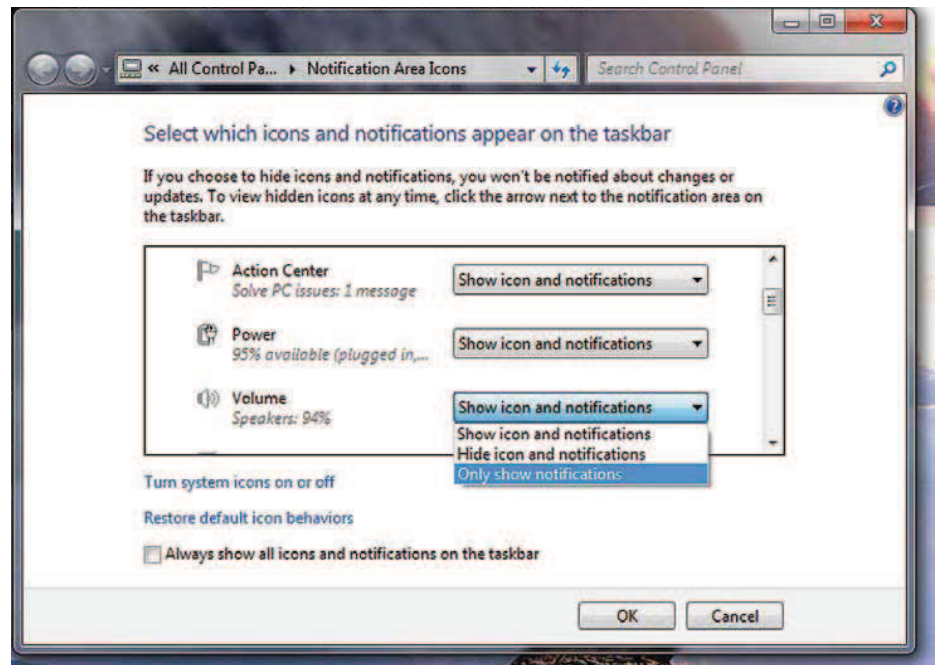 « All Control Pa... ▸ Notification Area Icons
Search Control Panel
Select which icons and notifications appear on the taskbar
If you choose to hide icons and notifications, you won't be notified about changes or
updates. To view hidden icons at any time, click the arrow next to the notification area on
the taskbar.
Action Center
Solve PC issues: 1 message
Show icon and notifications
Power
95% available (plugged in,...
Show icon and notifications
Volume
Speakers: 94%
Show icon and notifications
Show icon and notifications
Hide icon and notifications
Only show notifications
Turn system icons on or off
Restore default icon behaviors
Always show all icons and notifications on the taskbar
OK
Cancel